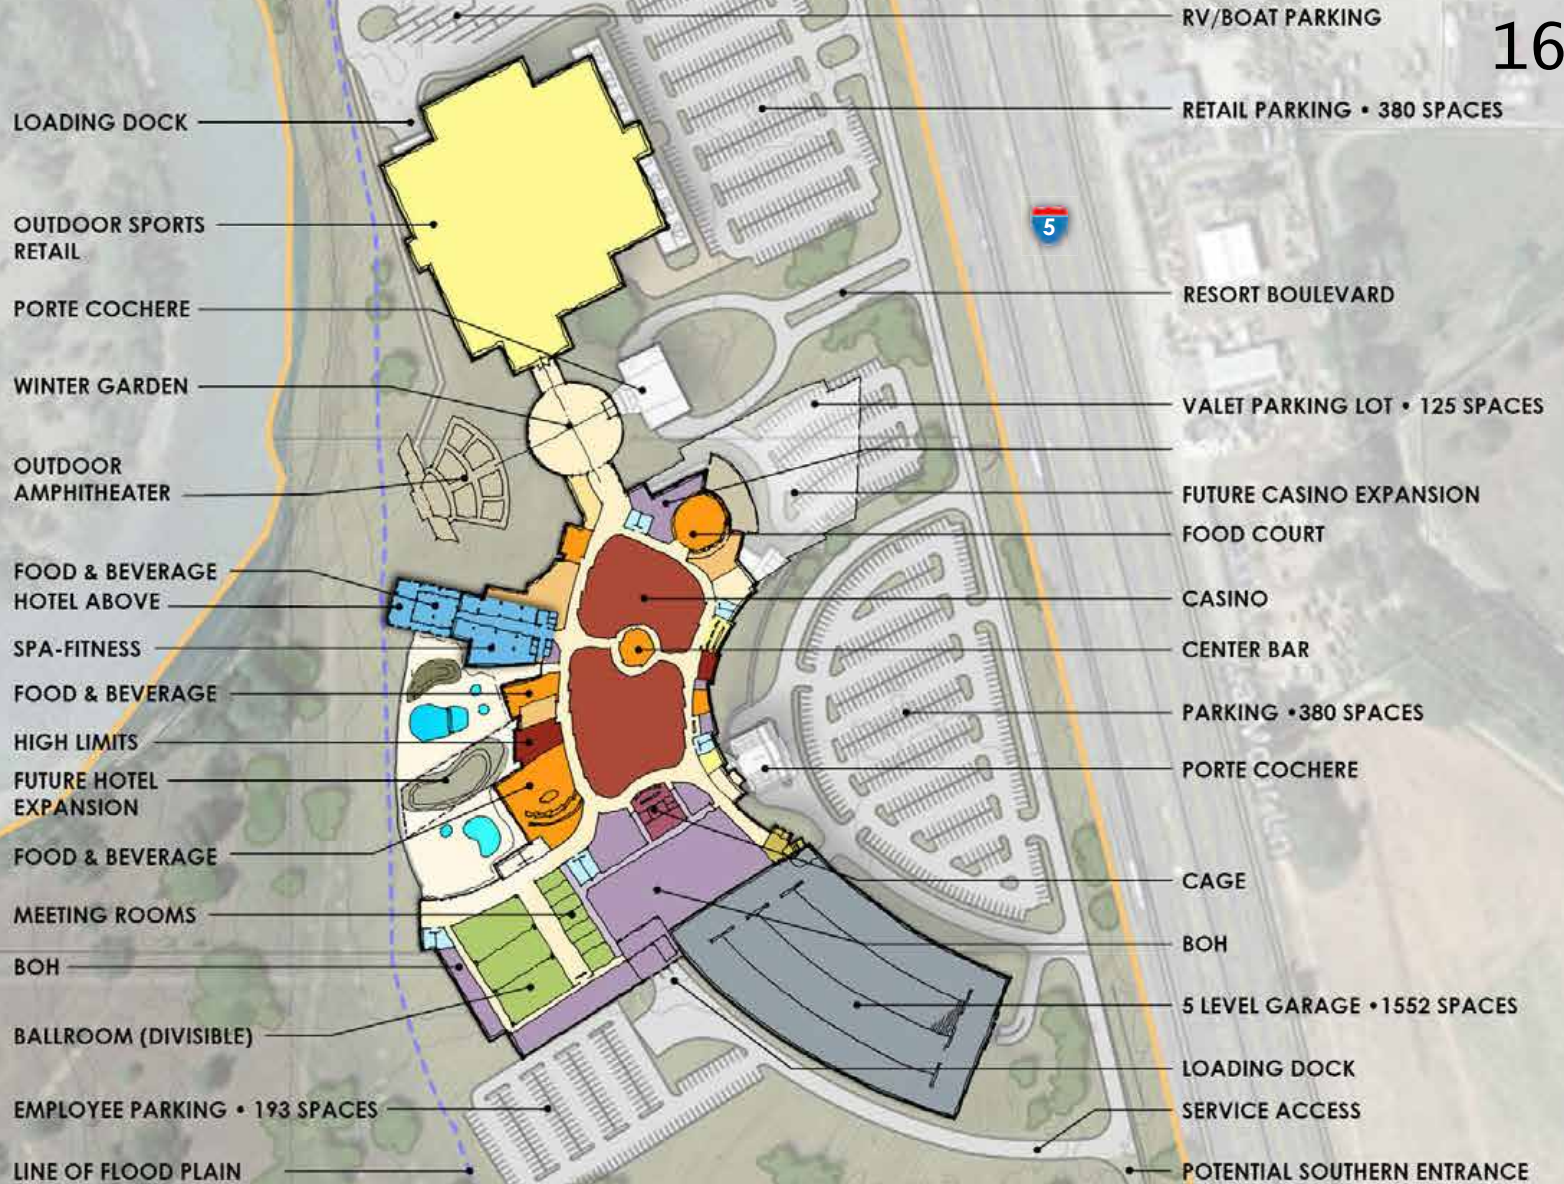 16
RV/BOAT PARKING
RETAIL PARKING • 380 SPACES
5
RESORT BOULEVARD
VALET PARKING LOT • 125 SPACES
FUTURE CASINO EXPANSION
FOOD COURT
CASINO
CENTER BAR
PARKING •380 SPACES
PORTE COCHERE
CAGE
BOH
5 LEVEL GARAGE •1552 SPACES
LOADING DOCK
SERVICE ACCESS
POTENTIAL SOUTHERN ENTRANCE
LOADING DOCK
OUTDOOR SPORTS
RETAIL
PORTE COCHERE
WINTER GARDEN
OUTDOOR
AMPHITHEATER
FOOD & BEVERAGE
HOTEL ABOVE
SPA-FITNESS
FOOD & BEVERAGE
HIGH LIMITS
FUTURE HOTEL
EXPANSION
FOOD & BEVERAGE
MEETING ROOMS
BOH
BALLROOM (DIVISIBLE)
EMPLOYEE PARKING • 193 SPACES
LINE OF FLOOD PLAIN